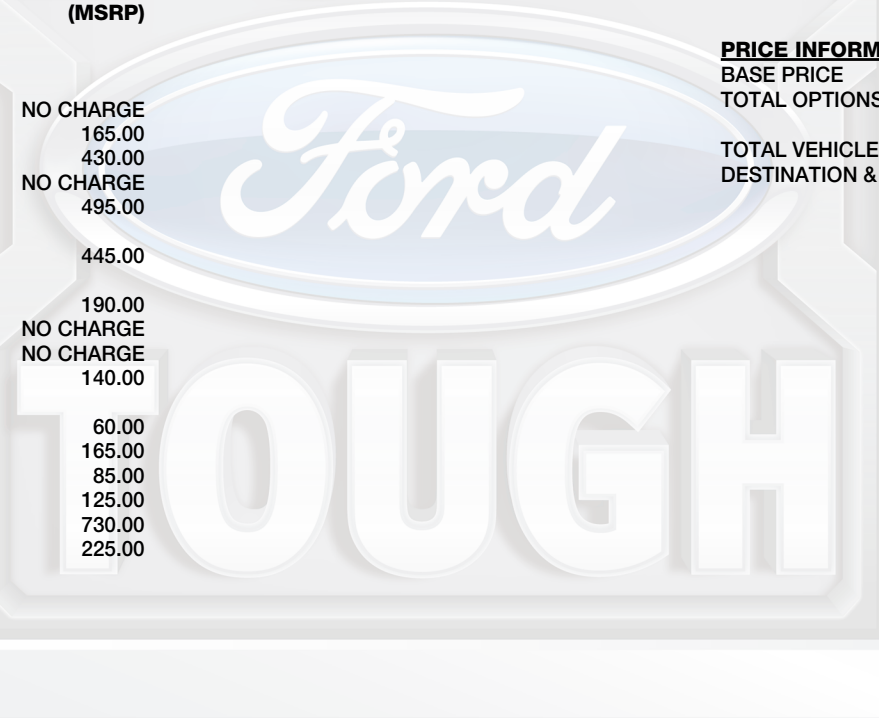 (MSRP)
NO CHARGE
165.00
430.00
NO CHARGE
495.00
445.00
190.00
NO CHARGE
NO CHARGE
140.00
60.00
165.00
85.00
125.00
730.00
225.00
PRICE INFORM
BASE PRICE
TOTAL OPTIONS
TOTAL VEHICLE
DESTINATION &
Ford
TOUGH